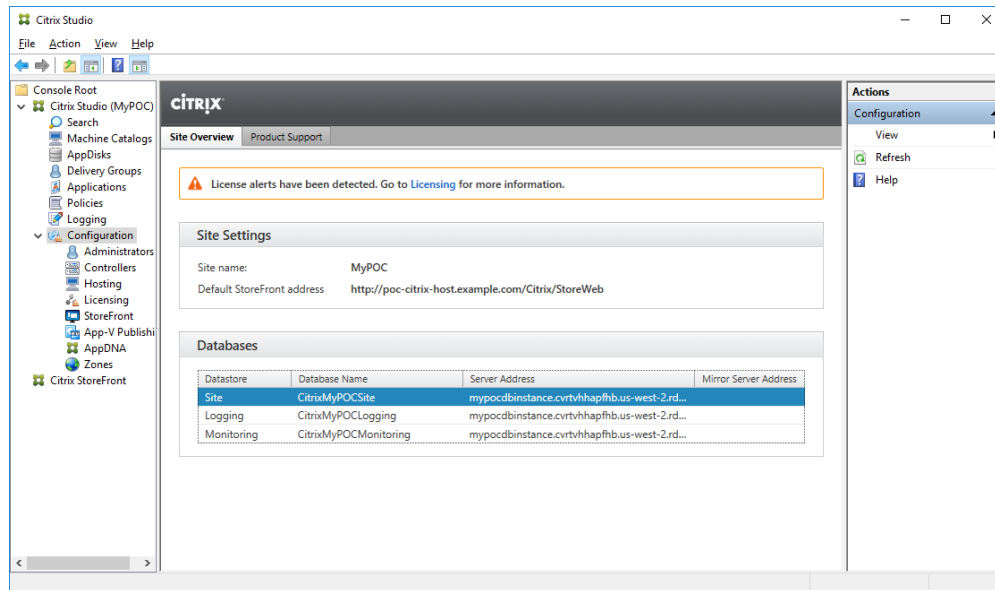 Citrix Studio
File Action View Help
Console Root
Citrix Studio (MyPOC)
Search
Machine Catalogs
AppDisks
Delivery Groups
Applications
Policies
Logging
Configuration
Administrators
Controllers
Hosting
Licensing
StoreFront
App-V Publishi
AppDNA
Zones
Citrix StoreFront
CITRIX
Site Overview Product Support
License alerts have been detected. Go to Licensing for more information.
Site Settings
Site name: MyPOC
Default StoreFront address http://poc-citrix-host.example.com/Citrix/StoreWeb
Databases
Datastore Database Name Server Address Mirror Server Address
Site CitrixMyPOCSite mypocdbinstance.cvrtvhhapfhb.us-west-2.rd...
Logging CitrixMyPOCLogging mypocdbinstance.cvrtvhhapfhb.us-west-2.rd...
Monitoring CitrixMyPOCMonitoring mypocdbinstance.cvrtvhhapfhb.us-west-2.rd...
Actions
Configuration
View
Refresh
Help